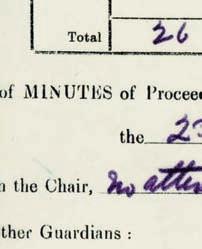 Total 26
of MINUTES of Procee
the 23
n the Chair, No atten
ther Guardians :